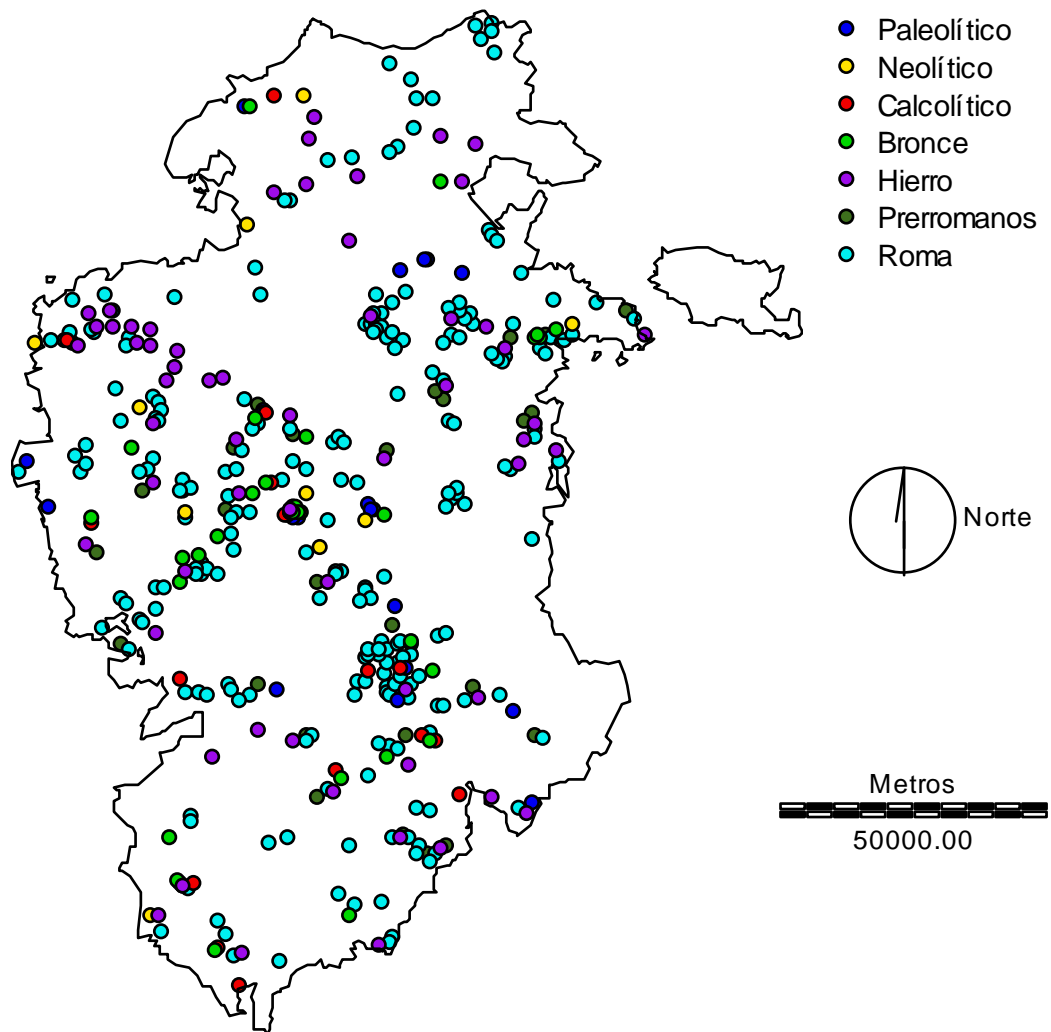 Paleolítico
Neolítico
Calcolítico
Bronce
Hierro
Prerromanos
Roma
Norte
Metros
50000.00